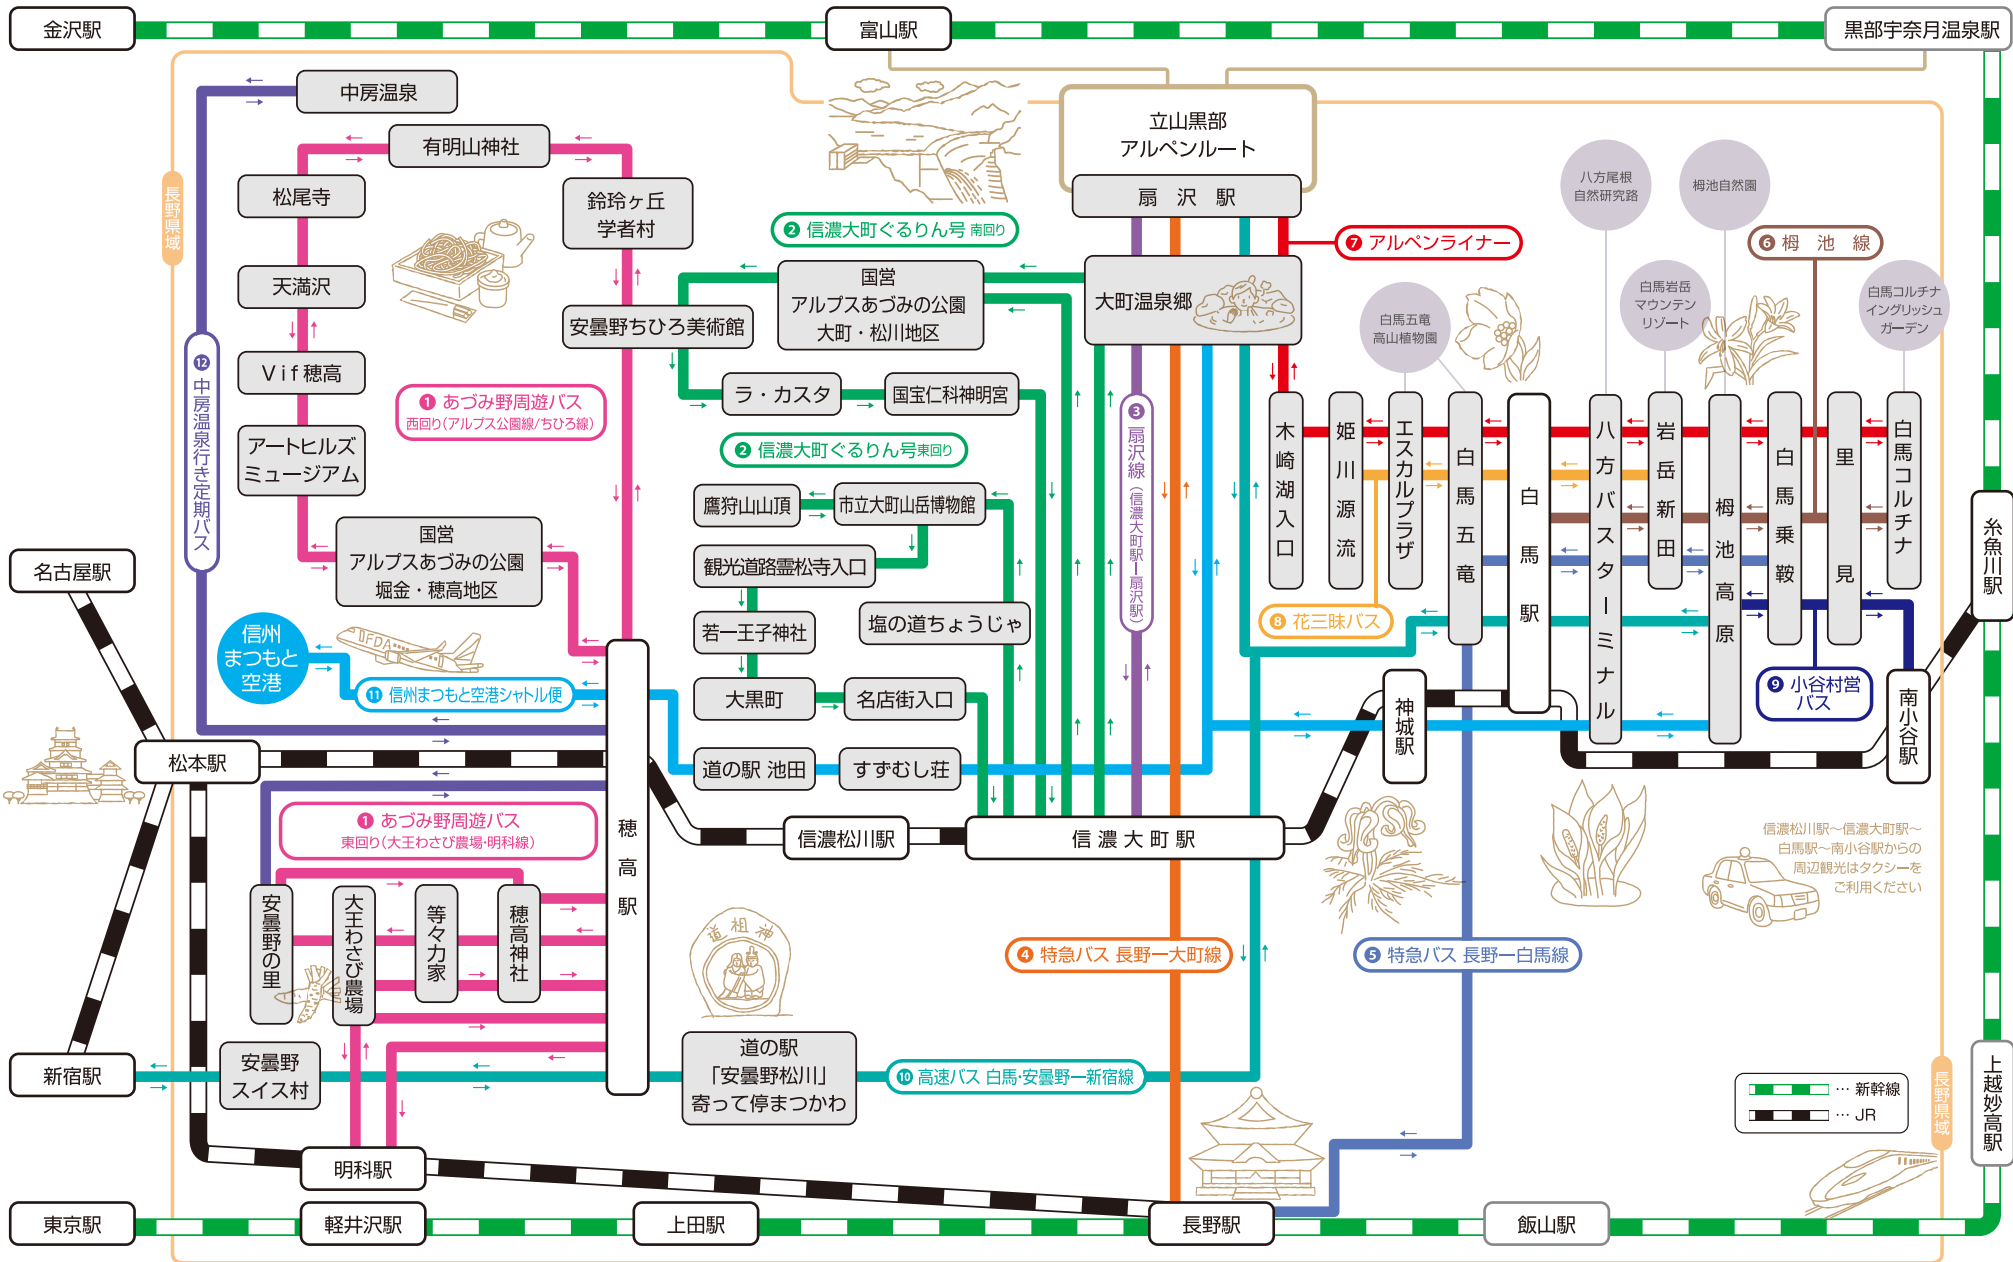 金沢駅
富山駅
黒部宇奈月温泉駅
中房温泉
有明山神社
松尾寺
鈴玲ヶ丘
学者村
長野県域
天満沢
Vif穂高
アートヒルズ
ミュージアム
国営
アルプスあづみの公園
堀金・穂高地区
⑫中房温泉行き定期バス
❶ あづみ野周遊バス
西回り(アルプス公園線/ちひろ線)
安曇野ちひろ美術館
❷ 信濃大町ぐるりん号 南回り
国営
アルプスあづみの公園
大町・松川地区
ラ・カスタ
国宝仁科神明宮
❷ 信濃大町ぐるりん号東回り
鷹狩山山頂
市立大町山岳博物館
観光道路霊松寺入口
若一王子神社
塩の道ちょうじゃ
大黒町
名店街入口
道の駅 池田
すずむし荘
立山黒部
アルペンルート
扇沢駅
大町温泉郷
❸扇沢線(信濃大町駅ー扇沢駅)
❼ アルペンライナー
八方尾根
自然研究路
栂池自然園
❻ 栂池線
白馬五竜
高山植物園
白馬岩岳
マウンテン
リゾート
白馬コルチナ
イングリッシュ
ガーデン
木崎湖入口
姫川源流
エスカルプラザ
白馬五竜
白馬駅
八方バスターミナル
岩岳新田
栂池高原
白馬乗鞍
里見
白馬コルチナ
❽ 花三昧バス
❾ 小谷村営
バス
神城駅
南小谷駅
糸魚川駅
名古屋駅
信州
まつもと
空港
FDA
⓫ 信州まつもと空港シャトル便
松本駅
穂高駅
信濃松川駅
信濃大町駅
❶ あづみ野周遊バス
東回り(大王わさび農場・明科線)
安曇野の里
大王わさび農場
等々力家
穂高神社
道祖神
❹ 特急バス 長野ー大町線
❺ 特急バス 長野ー白馬線
信濃松川駅〜信濃大町駅〜
白馬駅〜南小谷駅からの
周辺観光はタクシーを
ご利用ください
新宿駅
安曇野
スイス村
道の駅
「安曇野松川」
寄って停まつかわ
❿ 高速バス 白馬・安曇野ー新宿線
… 新幹線
… JR
長野県域
上越妙高駅
明科駅
東京駅
軽井沢駅
上田駅
長野駅
飯山駅